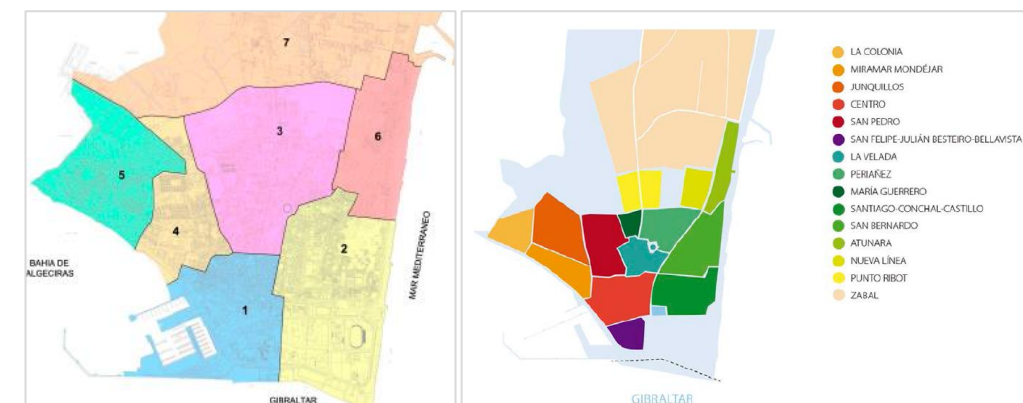 7
3
6
5
4
2
BAHIA DE
ALGECIRAS
MAR MEDITERRANEO
1
GIBRALTAR
LA COLONIA
MIRAMAR MONDÉJAR
JUNQUILLOS
CENTRO
SAN PEDRO
SAN FELIPE-JULIÁN BESTEIRO-BELLAVISTA
LA VELADA
PERIAÑEZ
MARÍA GUERRERO
SANTIAGO-CONCHAL-CASTILLO
SAN BERNARDO
ATUNARA
NUEVA LÍNEA
PUNTO RIBOT
ZABAL
GIBRALTAR